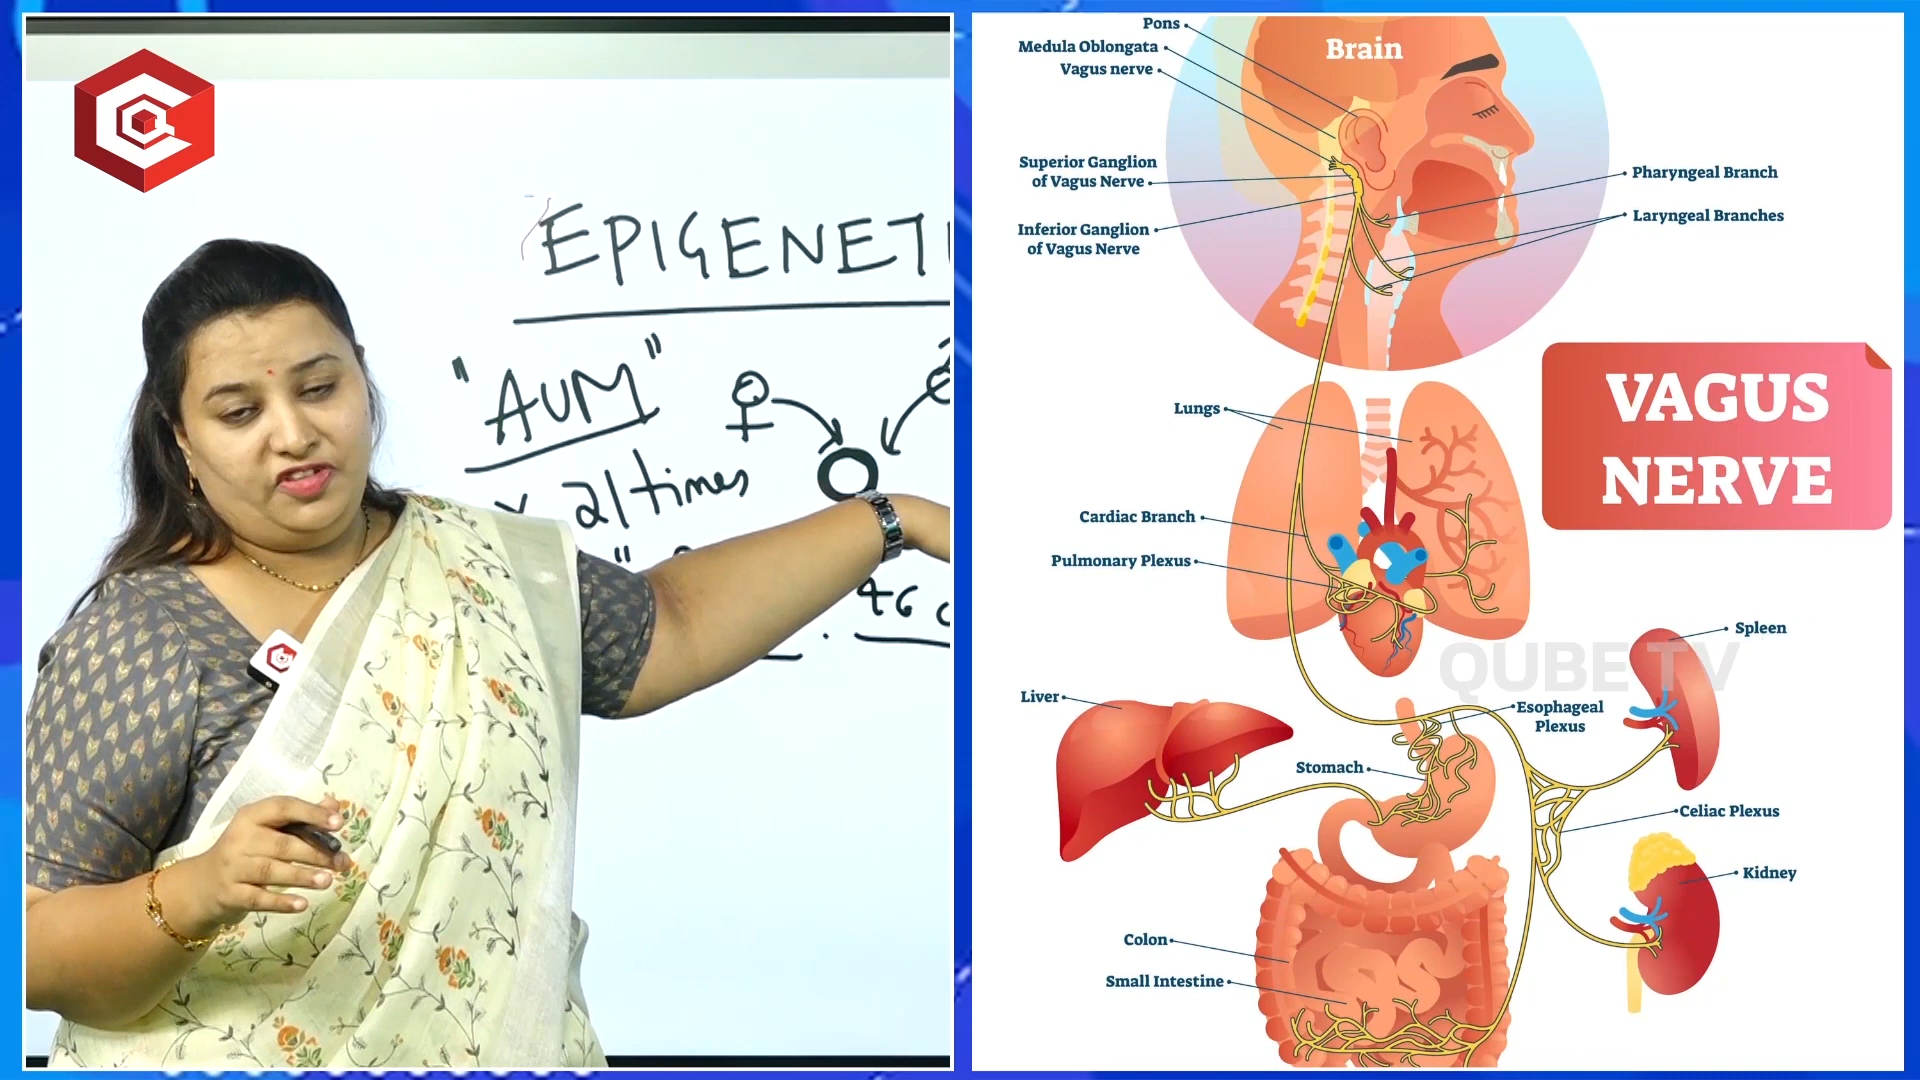 EPIGENETI
"AUM"
x 21 times
"
46 c
Pons
Medula Oblongata
Vagus nerve
Brain
Superior Ganglion
of Vagus Nerve
Inferior Ganglion
of Vagus Nerve
Pharyngeal Branch
Laryngeal Branches
VAGUS
NERVE
Lungs
Cardiac Branch
Pulmonary Plexus
Spleen
QUBE TV
Liver
Esophageal
Plexus
Stomach
Celiac Plexus
Kidney
Colon
Small Intestine